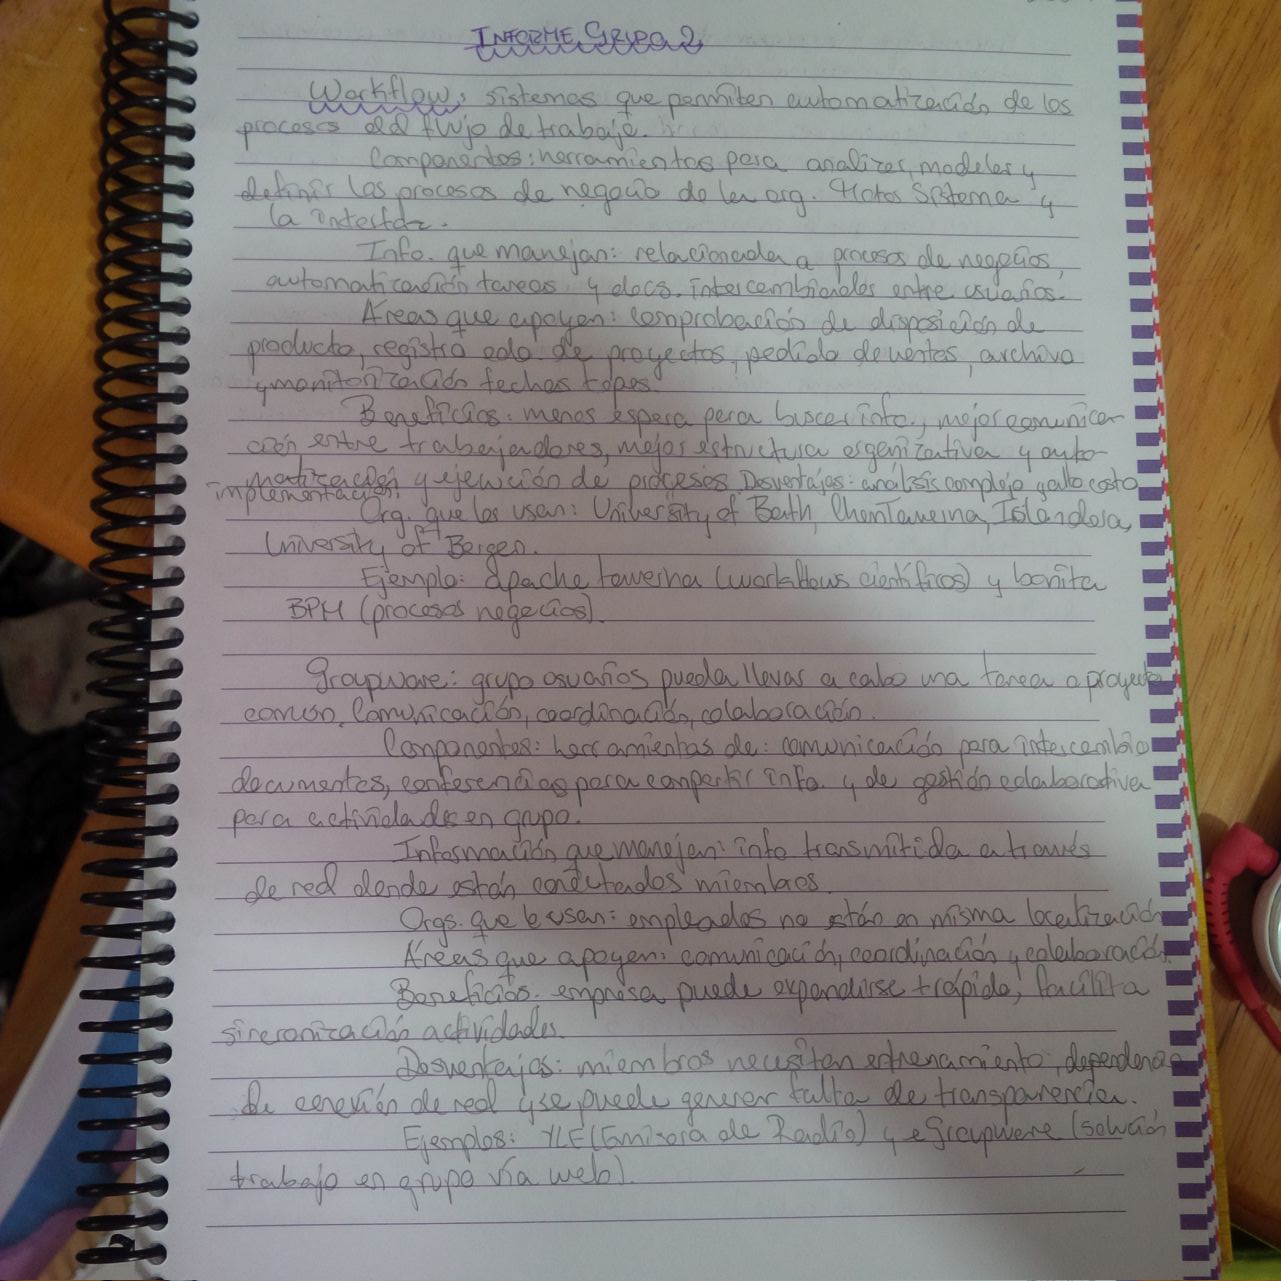 INFORME GRUPO 2
Workflow: sistemas que permiten automatización de los
procesos del flujo de trabajo.
Componentes: herramientas para analizar, modelar y
definir los procesos de negocio de la org. Motor Sistema y
la interfaz.
Info. que manejan: relacionada a procesos de negocios,
automatización tareas y docs. intercambiados entre usuarios.
Áreas que apoyan: comprobación de disposición de
producto, registro edo. de proyectos, pedido de ventas, archivo
y monitorización fechas topes.
Beneficios: menos espera para buscar info., mejor comunica-
ción entre trabajadores, mejor estructura organizativa y auto-
matización y ejecución de procesos Desventajas: análisis complejo y alto costo
implementación.
Org. que los usan: University of Bath, ChemTaverna, Islandesa,
University of Bergen.
Ejemplo: apache taverna (workflows científicos) y bonita
BPM (procesos negocios).
Groupware: grupo usuarios pueda llevar a cabo una tarea o proyecto
común. Comunicación, coordinación, colaboración.
Componentes: herramientas de: comunicación para intercambio
documentos, conferencias para compartir info. y de gestión colaborativa
para actividades en grupo.
Información que manejan: info transmitida a través
de red donde están conectados miembros.
Orgs. que lo usan: empleados no están en misma localización
Áreas que apoyan: comunicación, coordinación y colaboración.
Beneficios: empresa puede expandirse rápido, facilita
sincronización actividades.
Desventajas: miembros necesitan entrenamiento, dependencia
de conexión de red y se puede generar falta de transparencia.
Ejemplos: YLE (Emisora de Radio) y eGroupware (solución
trabajo en grupo vía web).